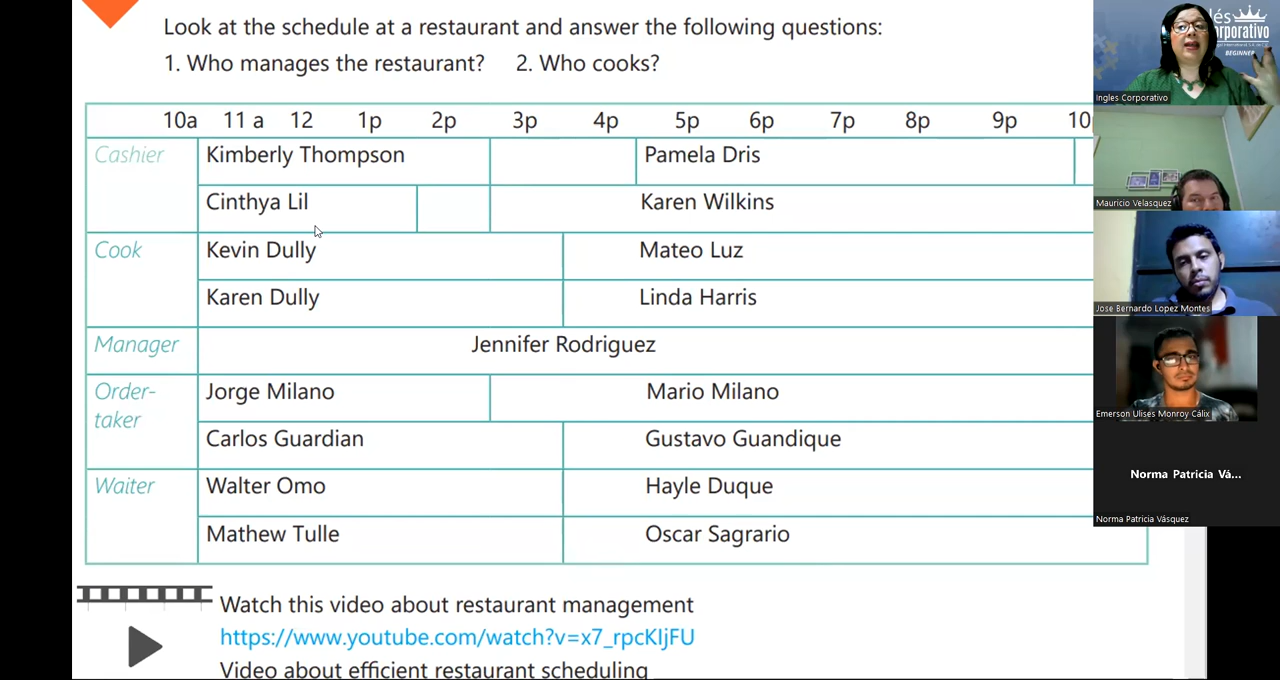 Look at the schedule at a restaurant and answer the following questions:
1. Who manages the restaurant? 2. Who cooks?
10a 11 a 12 1p 2p 3p 4p 5p 6p 7p 8p 9p
Cashier Kimberly Thompson Pamela Dris
Cinthya Lil Karen Wilkins
Cook Kevin Dully Mateo Luz
Karen Dully Linda Harris
Manager Jennifer Rodriguez
Order- Jorge Milano Mario Milano
taker
Carlos Guardian Gustavo Guandique
Waiter Walter Omo Hayle Duque
Mathew Tulle Oscar Sagrario
Watch this video about restaurant management
https://www.youtube.com/watch?v=x7_rpcKIjFU
Video about efficient restaurant scheduling
BEGINNER
Ingles Corporativo
Mauricio Velasquez
Jose Bernardo Lopez Montes
Emerson Ulises Monroy Cálix
Norma Patricia Vá...
Norma Patricia Vásquez